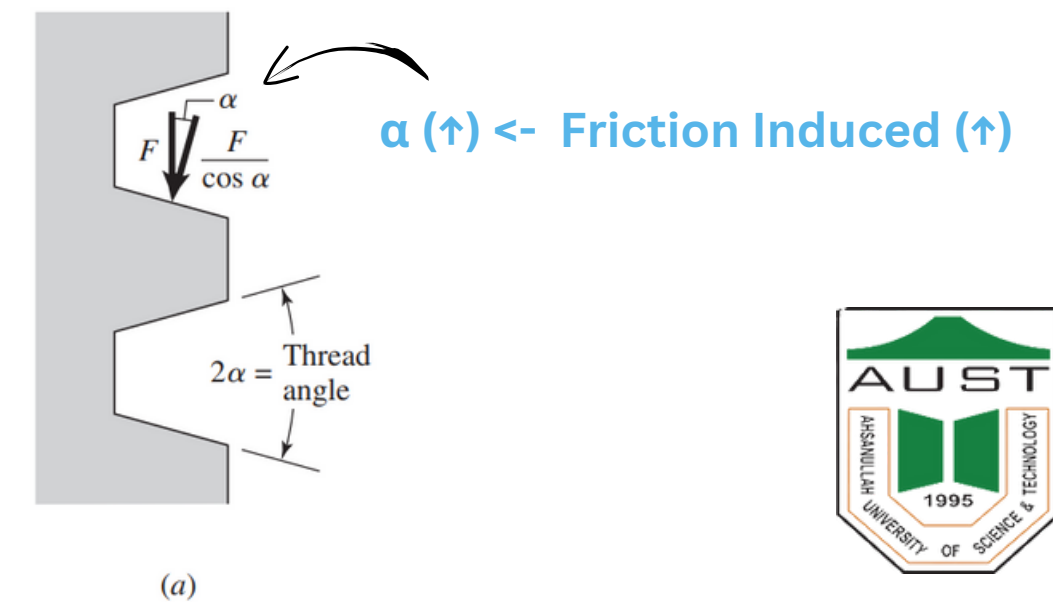 α
F
F
cos α
α (↑) <- Friction Induced (↑)
2α = Thread
angle
(a)
AUST
1995
AHSANULLAH UNIVERSITY OF SCIENCE & TECHNOLOGY